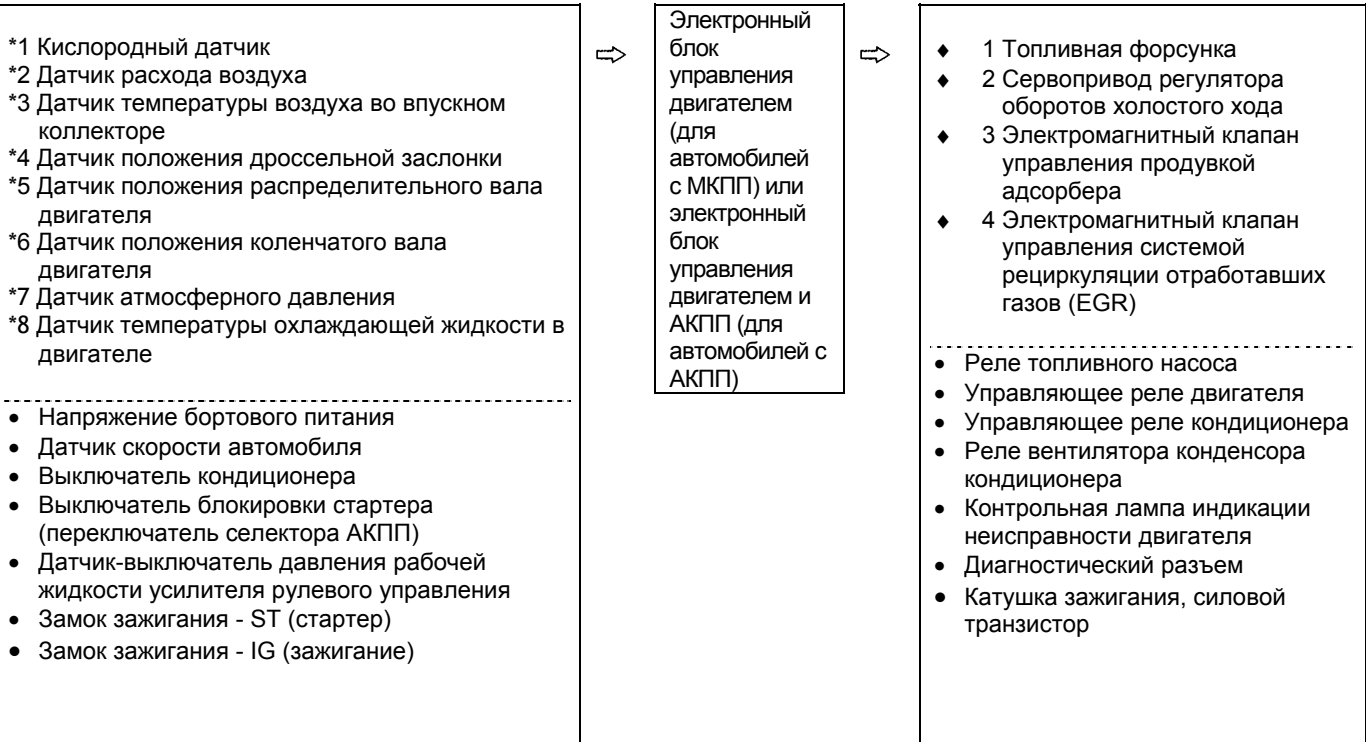 *1 Кислородный датчик
*2 Датчик расхода воздуха
*3 Датчик температуры воздуха во впускном
коллекторе
*4 Датчик положения дроссельной заслонки
*5 Датчик положения распределительного вала
двигателя
*6 Датчик положения коленчатого вала
двигателя
*7 Датчик атмосферного давления
*8 Датчик температуры охлаждающей жидкости в
двигателе
• Напряжение бортового питания
• Датчик скорости автомобиля
• Выключатель кондиционера
• Выключатель блокировки стартера
(переключатель селектора АКПП)
• Датчик-выключатель давления рабочей
жидкости усилителя рулевого управления
• Замок зажигания - ST (стартер)
• Замок зажигания - IG (зажигание)
⇨
Электронный
блок
управления
двигателем
(для
автомобилей
с МКПП) или
электронный
блок
управления
двигателем и
АКПП (для
автомобилей с
АКПП)
⇨
♦ 1 Топливная форсунка
♦ 2 Сервопривод регулятора
оборотов холостого хода
♦ 3 Электромагнитный клапан
управления продувкой
адсорбера
♦ 4 Электромагнитный клапан
управления системой
рециркуляции отработавших
газов (EGR)
• Реле топливного насоса
• Управляющее реле двигателя
• Управляющее реле кондиционера
• Реле вентилятора конденсора
кондиционера
• Контрольная лампа индикации
неисправности двигателя
• Диагностический разъем
• Катушка зажигания, силовой
транзистор